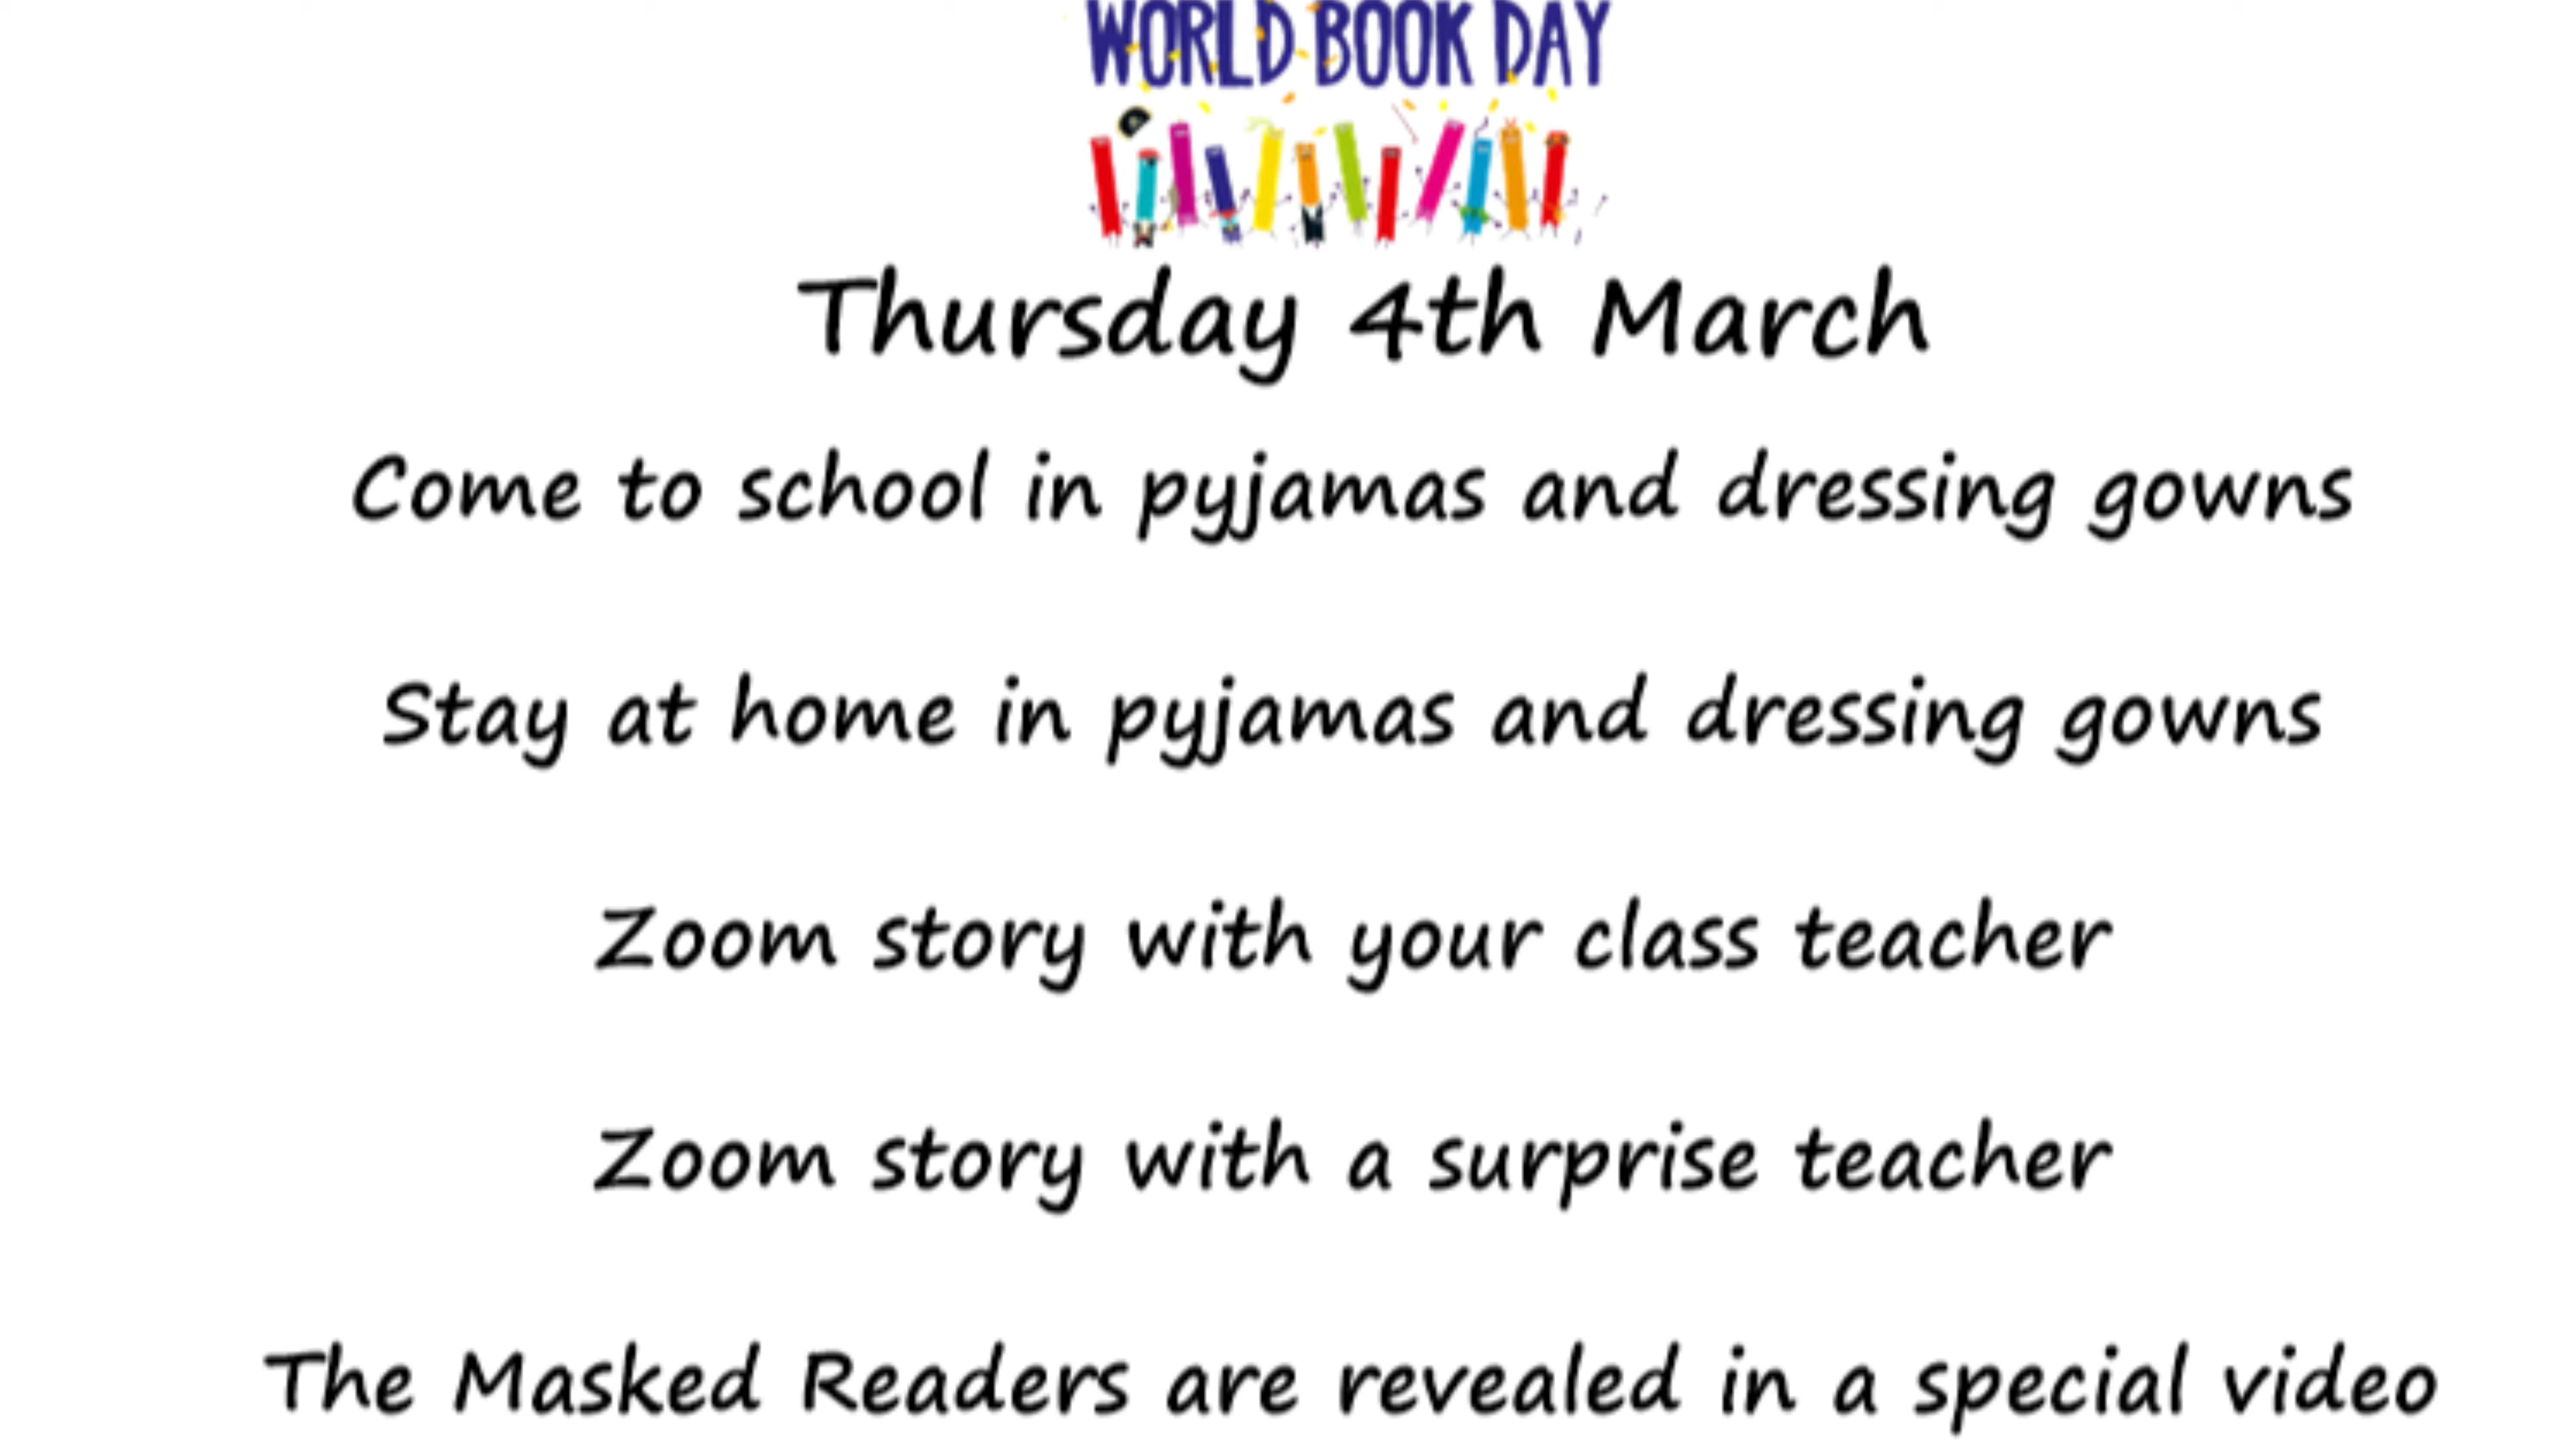 WORLD BOOK DAY
Thursday 4th March
Come to school in pyjamas and dressing gowns
Stay at home in pyjamas and dressing gowns
Zoom story with your class teacher
Zoom story with a surprise teacher
The Masked Readers are revealed in a special video